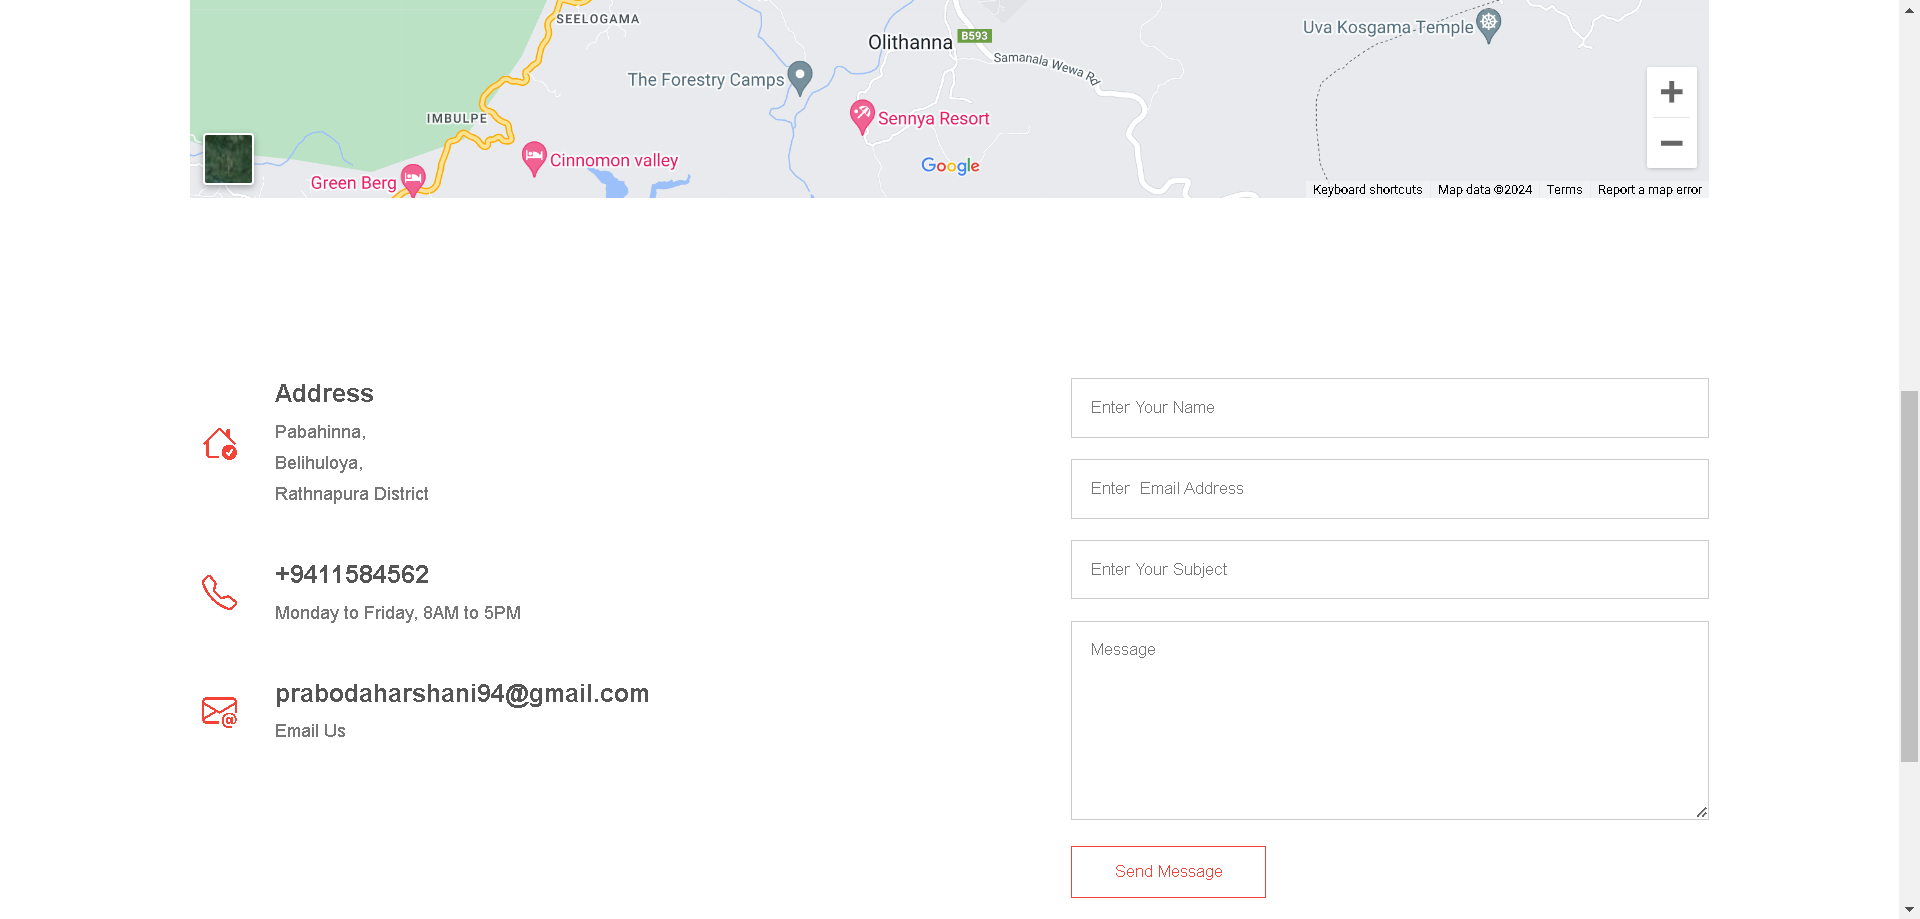 SEELOGAMA
Olithanna
B593
Uva Kosgama Temple
Samanala Wewa Rd
The Forestry Camps
IMBULPE
Sennya Resort
Cinnomon valley
Google
Green Berg
Keyboard shortcuts
Map data ©2024
Terms
Report a map error
Address
Pabahinna,
Belihuloya,
Rathnapura District
+9411584562
Monday to Friday, 8AM to 5PM
prabodaharshani94@gmail.com
Email Us
Enter Your Name
Enter  Email Address
Enter Your Subject
Message
Send Message